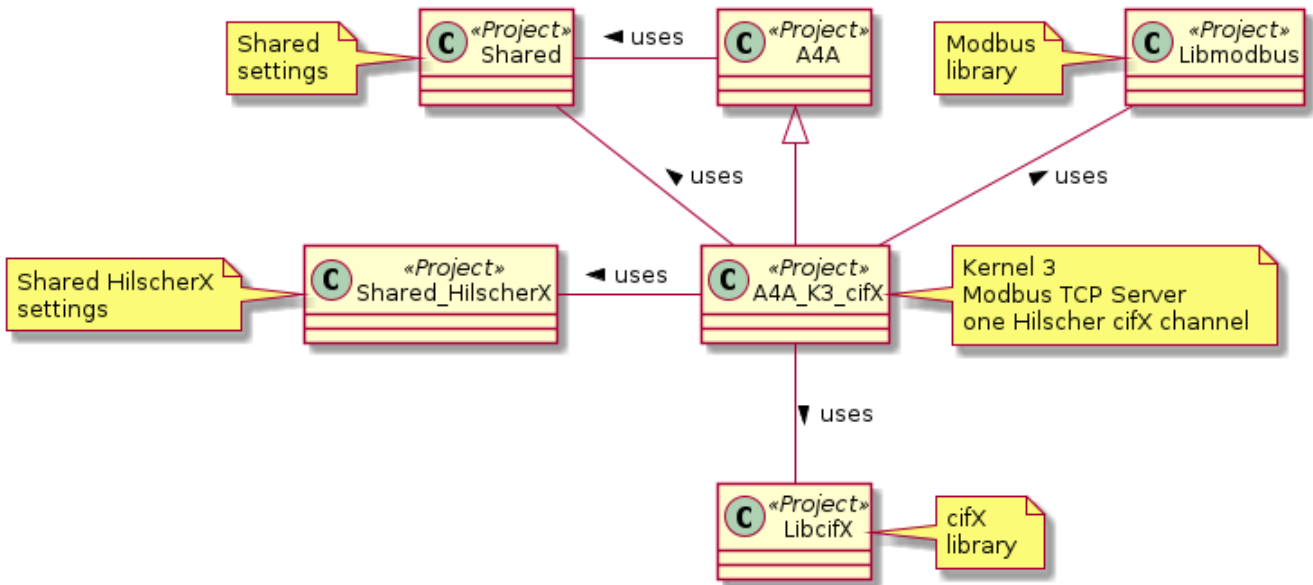 Shared
settings
C «Project»
Shared
◄ uses
C «Project»
A4A
Modbus
library
C «Project»
Libmodbus
uses
uses
Shared HilscherX
settings
C «Project»
Shared_HilscherX
◄ uses
C «Project»
A4A_K3_cifX
Kernel 3
Modbus TCP Server
one Hilscher cifX channel
uses
C «Project»
LibcifX
cifX
library